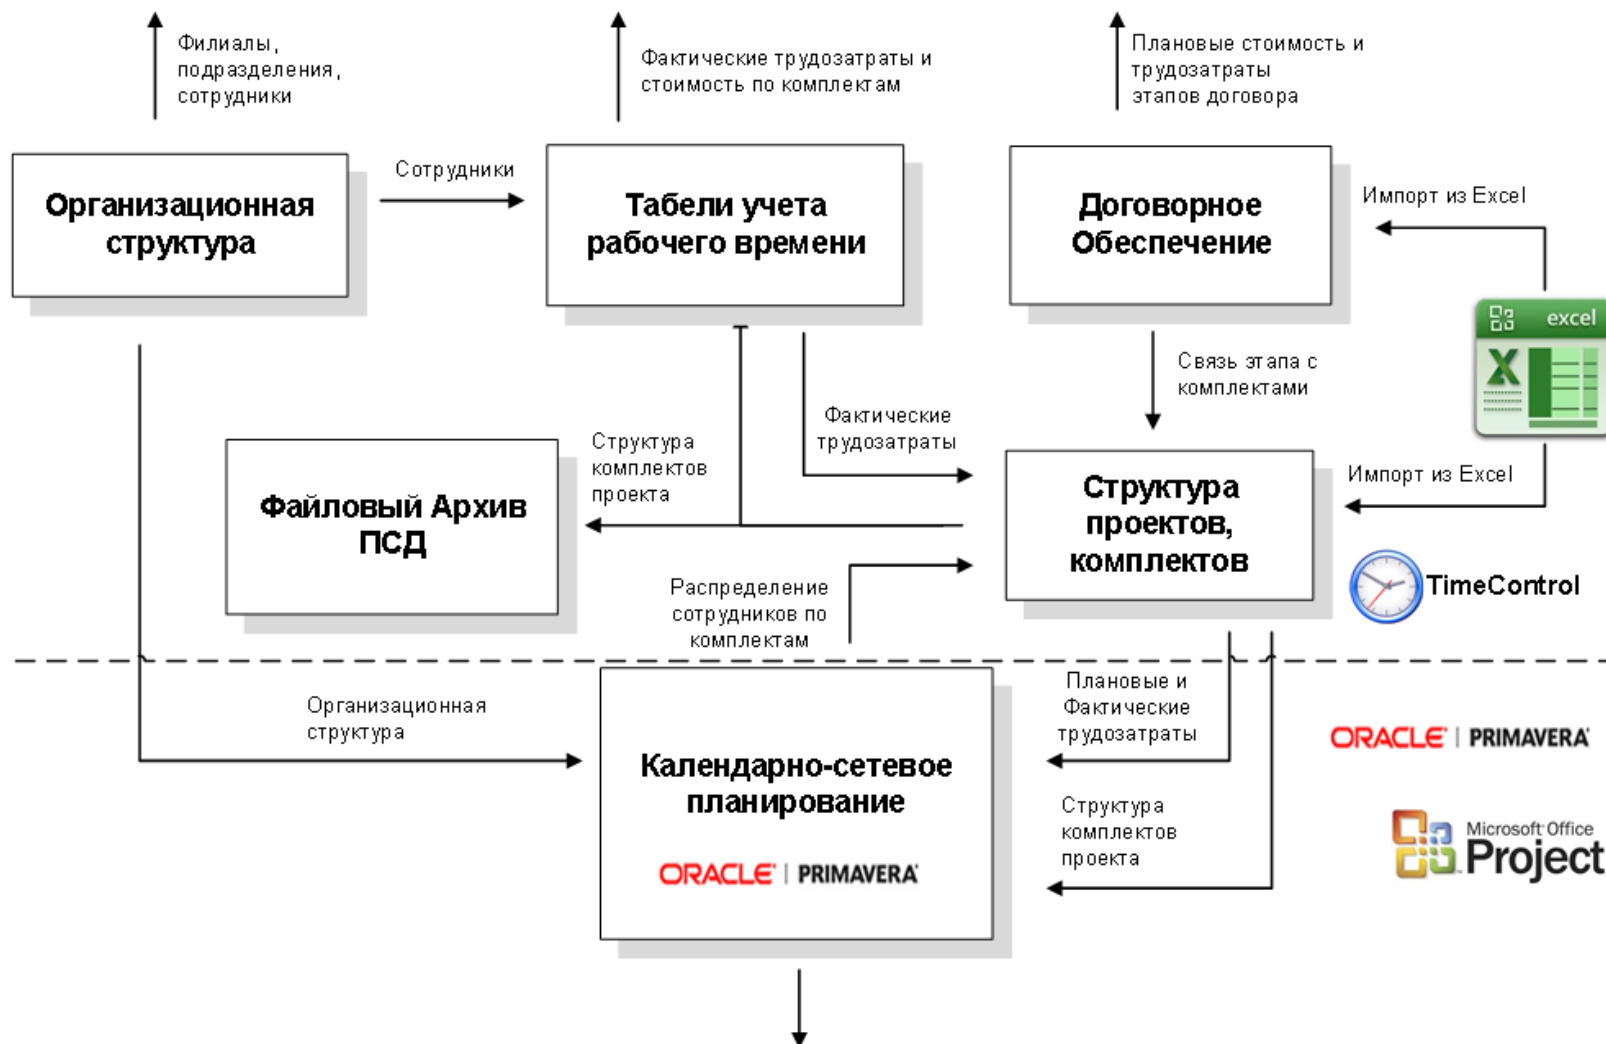 Филиалы,
подразделения,
сотрудники
Фактические трудозатраты и
стоимость по комплектам
Плановые стоимость и
трудозатраты
этапов договора
Организационная
структура
Сотрудники
Табели учета
рабочего времени
Договорное
Обеспечение
Импорт из Excel
excel
Связь этапа с
комплектами
Фактические
трудозатраты
Структура
комплектов
проекта
Файловый Архив
ПСД
Структура
проектов,
комплектов
Импорт из Excel
TimeControl
Распределение
сотрудников по
комплектам
Организационная
структура
Плановые и
Фактические
трудозатраты
ORACLE | PRIMAVERA
Календарно-сетевое
планирование
ORACLE | PRIMAVERA
Структура
комплектов
проекта
Microsoft Office
Project